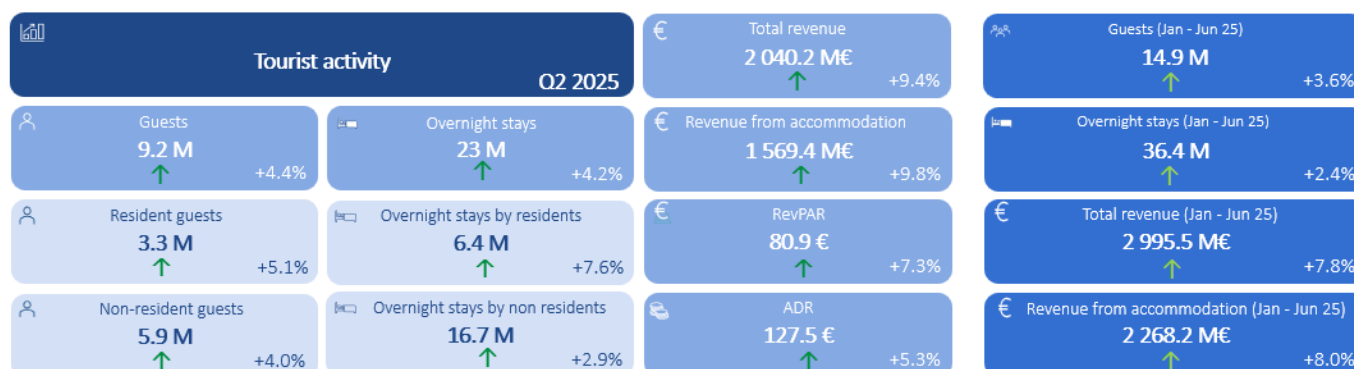 Tourist activity
Q2 2025
Total revenue
2 040.2 M€
+9.4%
Guests (Jan - Jun 25)
14.9 M
+3.6%
Guests
9.2 M
+4.4%
Overnight stays
23 M
+4.2%
€ Revenue from accommodation
1 569.4 M€
+9.8%
Overnight stays (Jan - Jun 25)
36.4 M
+2.4%
Resident guests
3.3 M
+5.1%
Overnight stays by residents
6.4 M
+7.6%
€ RevPAR
80.9 €
+7.3%
€ Total revenue (Jan - Jun 25)
2 995.5 M€
+7.8%
Non-resident guests
5.9 M
+4.0%
Overnight stays by non residents
16.7 M
+2.9%
ADR
127.5 €
+5.3%
€ Revenue from accommodation (Jan - Jun 25)
2 268.2 M€
+8.0%